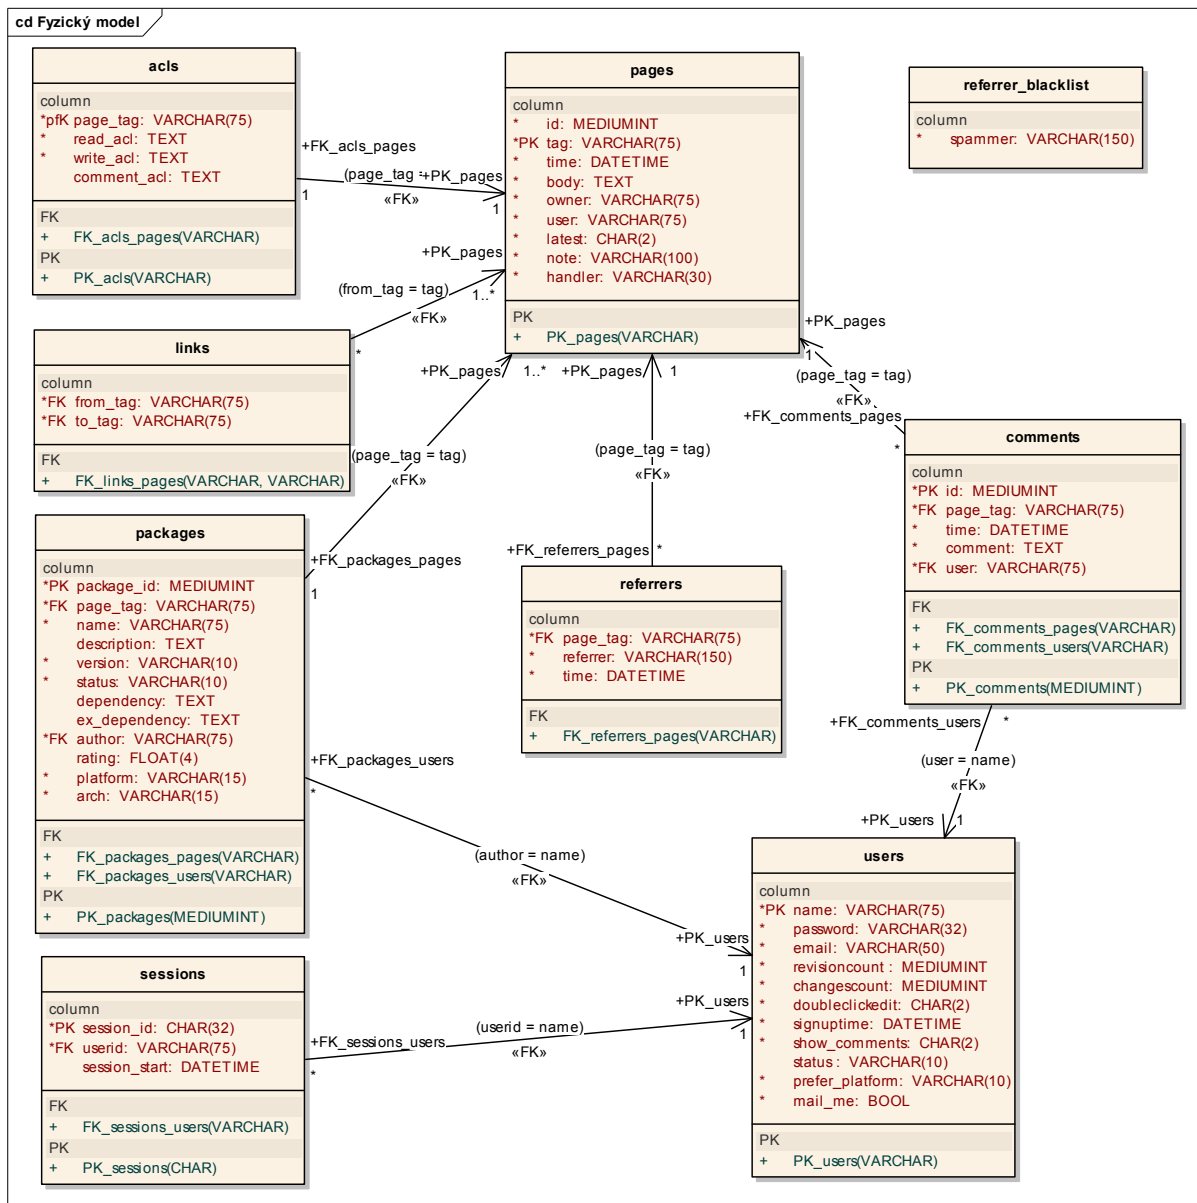 cd Fyzický model
acls
column
*pfK page_tag: VARCHAR(75)
* read_acl: TEXT
* write_acl: TEXT
comment_acl: TEXT
FK
+ FK_acls_pages(VARCHAR)
PK
+ PK_acls(VARCHAR)
+FK_acls_pages
(page_tag =
+PK_pages
1
«FK»
1
pages
column
* id: MEDIUMINT
*PK tag: VARCHAR(75)
* time: DATETIME
* body: TEXT
* owner: VARCHAR(75)
* user: VARCHAR(75)
* latest: CHAR(2)
* note: VARCHAR(100)
* handler: VARCHAR(30)
PK
+ PK_pages(VARCHAR)
referrer_blacklist
column
* spammer: VARCHAR(150)
+PK_pages
(from_tag = tag)
1..*
«FK»
*
links
column
*FK from_tag: VARCHAR(75)
*FK to_tag: VARCHAR(75)
FK
+ FK_links_pages(VARCHAR, VARCHAR)
+PK_pages
1..*
(page_tag = tag)
«FK»
+FK_packages_pages
1
+PK_pages
1
(page_tag = tag)
«FK»
+FK_referrers_pages
*
+PK_pages
1
(page_tag = tag)
«FK»
+FK_comments_pages
*
comments
column
*PK id: MEDIUMINT
*FK page_tag: VARCHAR(75)
* time: DATETIME
* comment: TEXT
*FK user: VARCHAR(75)
FK
+ FK_comments_pages(VARCHAR)
+ FK_comments_users(VARCHAR)
PK
+ PK_comments(MEDIUMINT)
packages
column
*PK package_id: MEDIUMINT
*FK page_tag: VARCHAR(75)
* name: VARCHAR(75)
description: TEXT
* version: VARCHAR(10)
* status: VARCHAR(10)
dependency: TEXT
ex_dependency: TEXT
*FK author: VARCHAR(75)
rating: FLOAT(4)
* platform: VARCHAR(15)
* arch: VARCHAR(15)
FK
+ FK_packages_pages(VARCHAR)
+ FK_packages_users(VARCHAR)
PK
+ PK_packages(MEDIUMINT)
referrers
column
*FK page_tag: VARCHAR(75)
* referrer: VARCHAR(150)
* time: DATETIME
FK
+ FK_referrers_pages(VARCHAR)
+FK_comments_users
*
(user = name)
«FK»
+PK_users
1
+FK_packages_users
*
(author = name)
«FK»
+PK_users
1
users
column
*PK name: VARCHAR(75)
* password: VARCHAR(32)
* email: VARCHAR(50)
* revisioncount : MEDIUMINT
* changescount: MEDIUMINT
* doubleclickedit: CHAR(2)
* signuptime: DATETIME
* show_comments: CHAR(2)
status : VARCHAR(10)
* prefer_platform: VARCHAR(10)
* mail_me: BOOL
PK
+ PK_users(VARCHAR)
sessions
column
*PK session_id: CHAR(32)
*FK userid: VARCHAR(75)
session_start: DATETIME
FK
+ FK_sessions_users(VARCHAR)
PK
+ PK_sessions(CHAR)
+FK_sessions_users
*
(userid = name)
«FK»
+PK_users
1